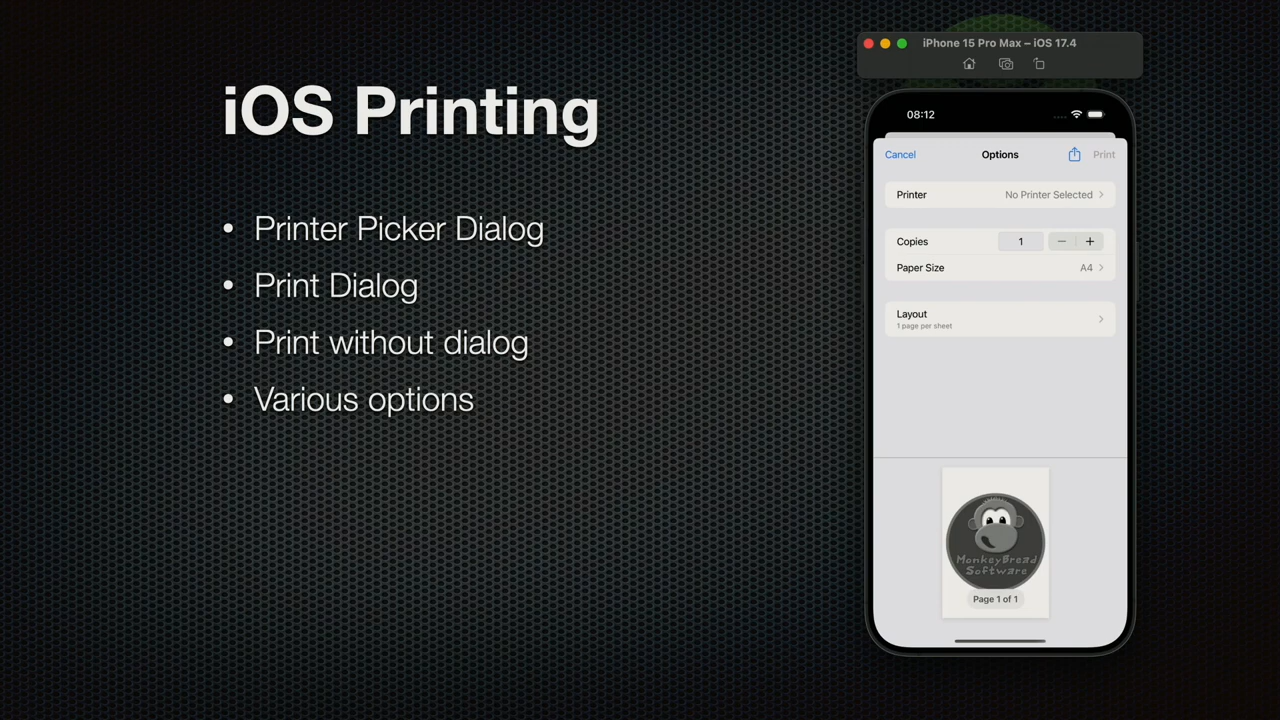 iOS Printing
• Printer Picker Dialog
• Print Dialog
• Print without dialog
• Various options
iPhone 15 Pro Max – iOS 17.4
08:12
Cancel Options Print
Printer No Printer Selected
Copies 1 − +
Paper Size A4
Layout
1 page per sheet
MonkeyBread
Software
Page 1 of 1